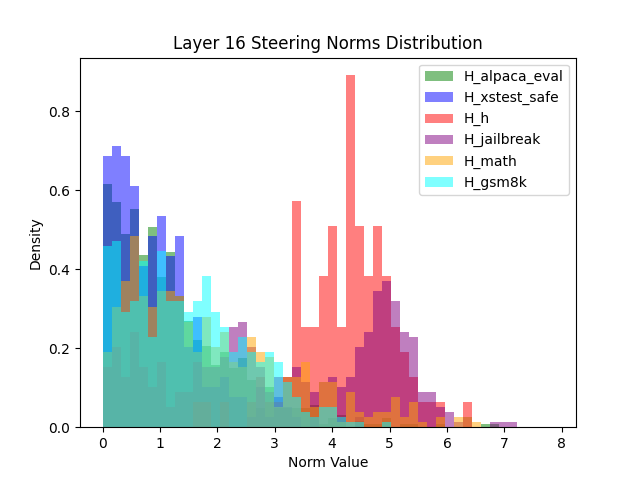 Layer 16 Steering Norms Distribution
H_alpaca_eval
H_xstest_safe
H_h
H_jailbreak
H_math
H_gsm8k
Density
0.8
0.6
0.4
0.2
0.0
0 1 2 3 4 5 6 7 8
Norm Value